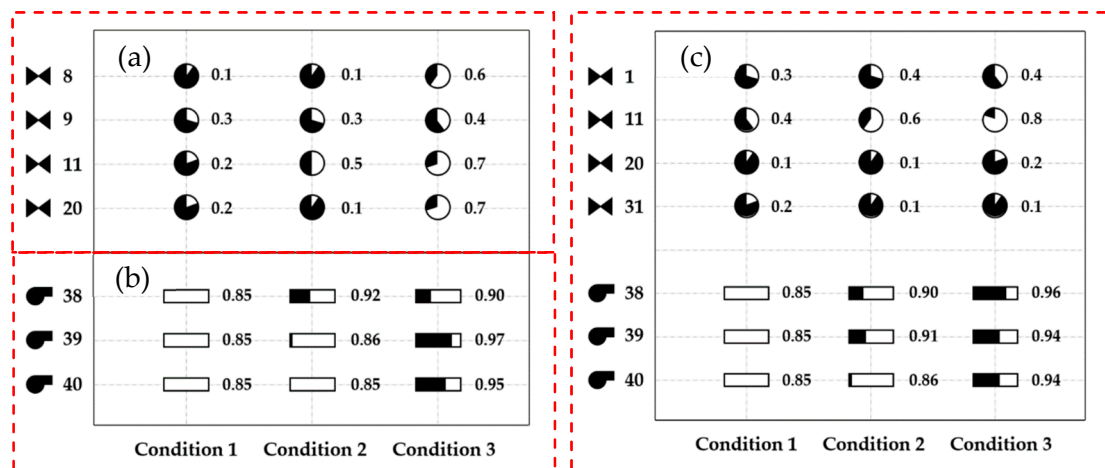 (a)
8 0.1 0.1 0.6
9 0.3 0.3 0.4
11 0.2 0.5 0.7
20 0.2 0.1 0.7
(b)
38 0.85 0.92 0.90
39 0.85 0.86 0.97
40 0.85 0.85 0.95
Condition 1 Condition 2 Condition 3
(c)
1 0.3 0.4 0.4
11 0.4 0.6 0.8
20 0.1 0.1 0.2
31 0.2 0.1 0.1
38 0.85 0.90 0.96
39 0.85 0.91 0.94
40 0.85 0.86 0.94
Condition 1 Condition 2 Condition 3